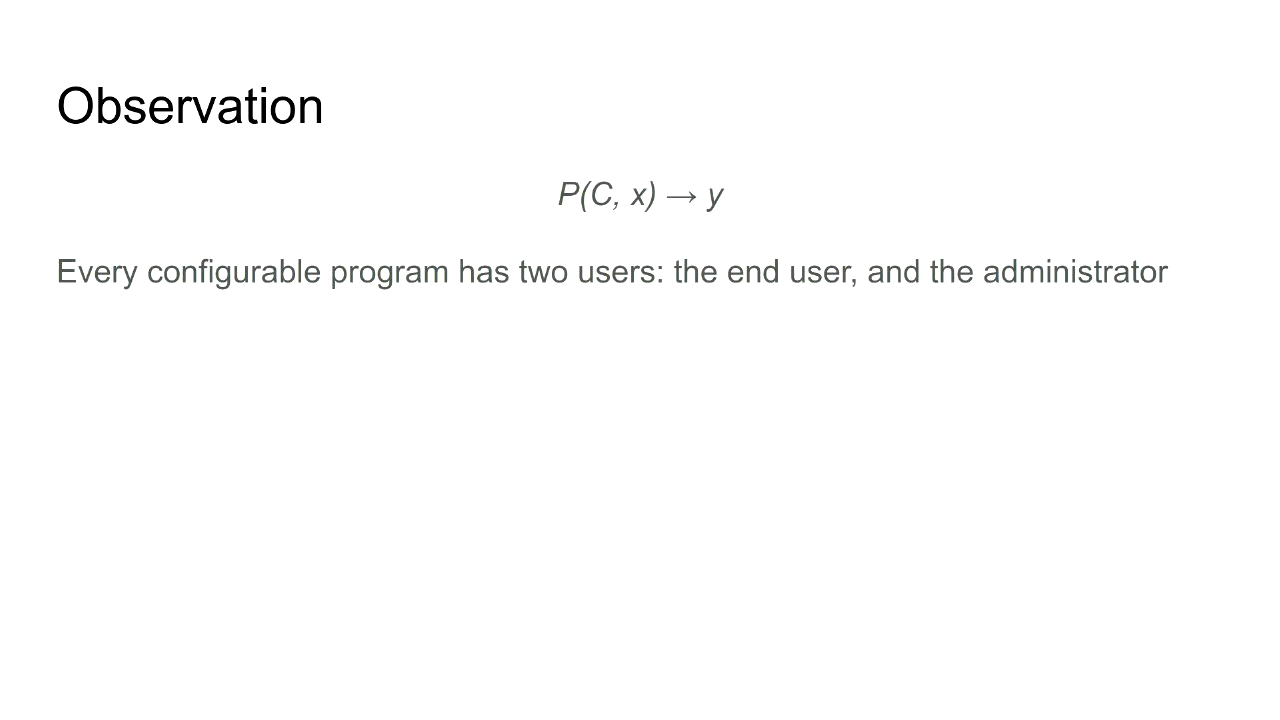 Observation
P(C, x) → y
Every configurable program has two users: the end user, and the administrator